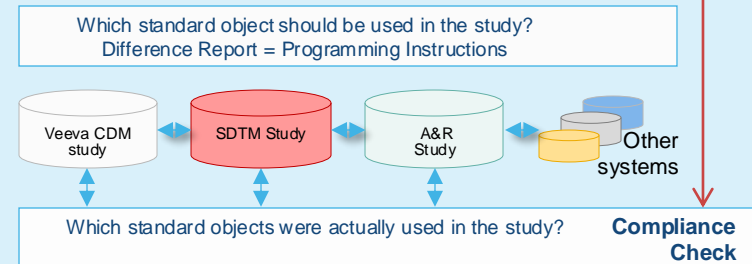 Which standard object should be used in the study?
Difference Report = Programming Instructions
Veeva CDM
study
SDTM Study
A&R
Study
Other
systems
Which standard objects were actually used in the study?
Compliance
Check